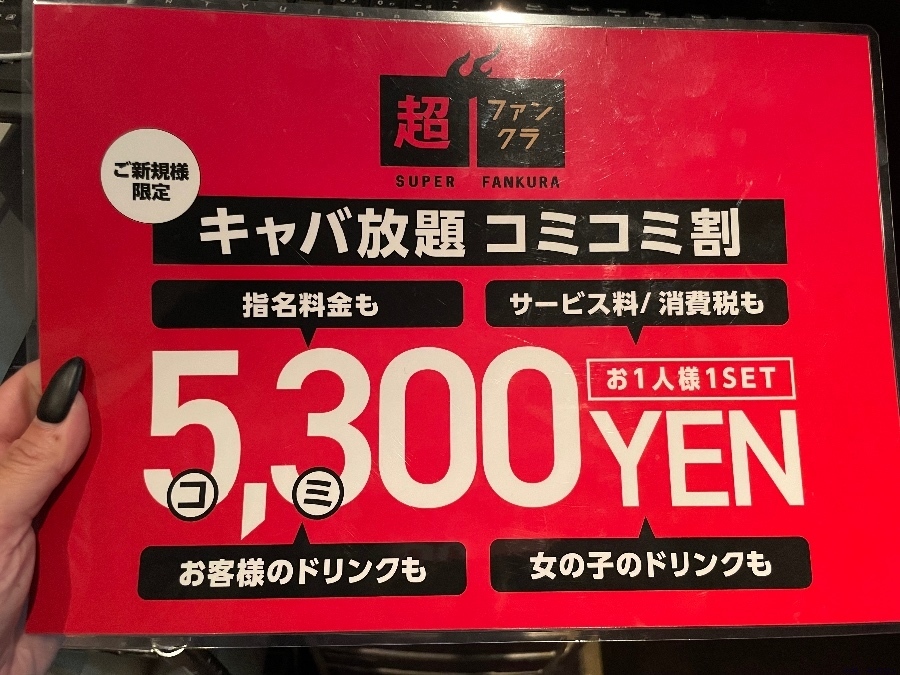 超
ファン
クラ
SUPER FANKURA
ご新規様
限定
キャバ放題 コミコミ割
指名料金も
サービス料/消費税も
5,300YEN
お1人様1SET
コ
ミ
お客様のドリンクも
女の子のドリンクも